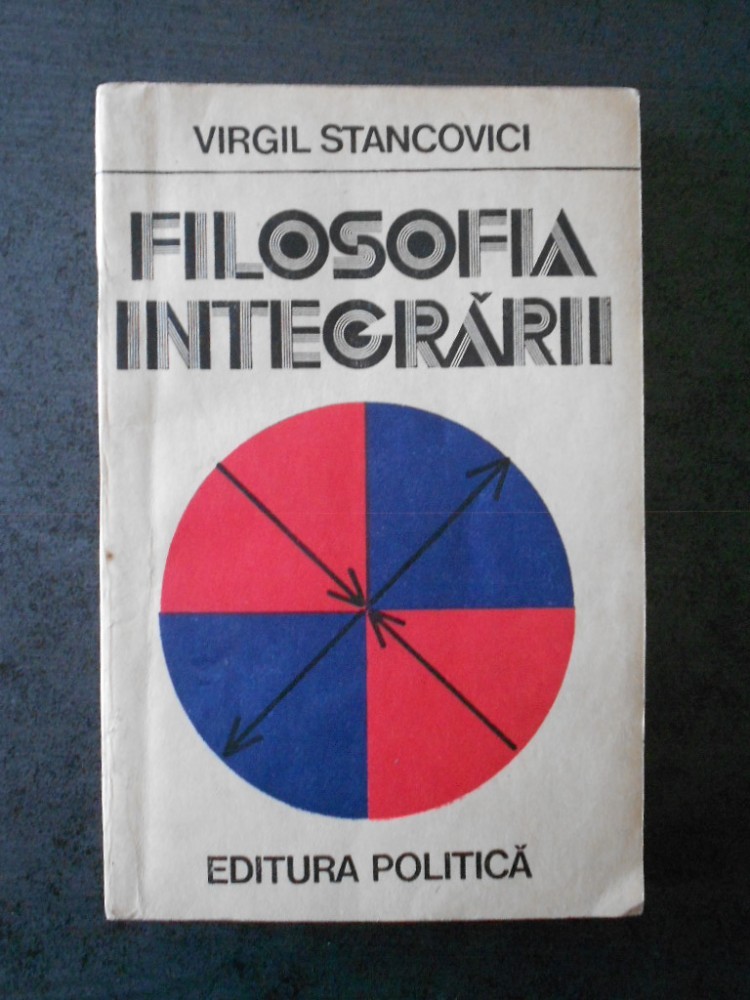 VIRGIL STANCOVICI
FILOSOFIA
INTEGRĂRII
EDITURA POLITICĂ